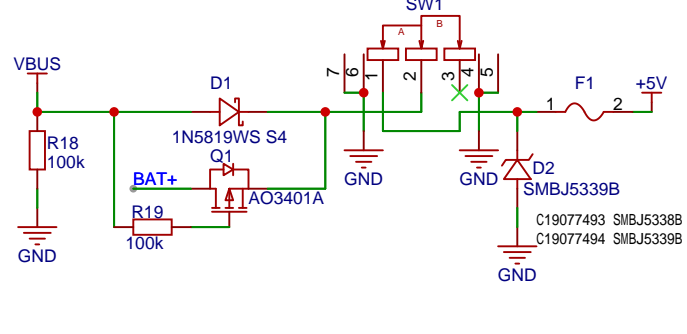 SW1
A
B
VBUS
7
6
1
2
3
4
5
D1
F1
+5V
1
2
R18
100k
1N5819WS S4
Q1
BAT+
GND
GND
D2
SMBJ5339B
AO3401A
R19
100k
C19077493 SMBJ5338B
C19077494 SMBJ5339B
GND
GND